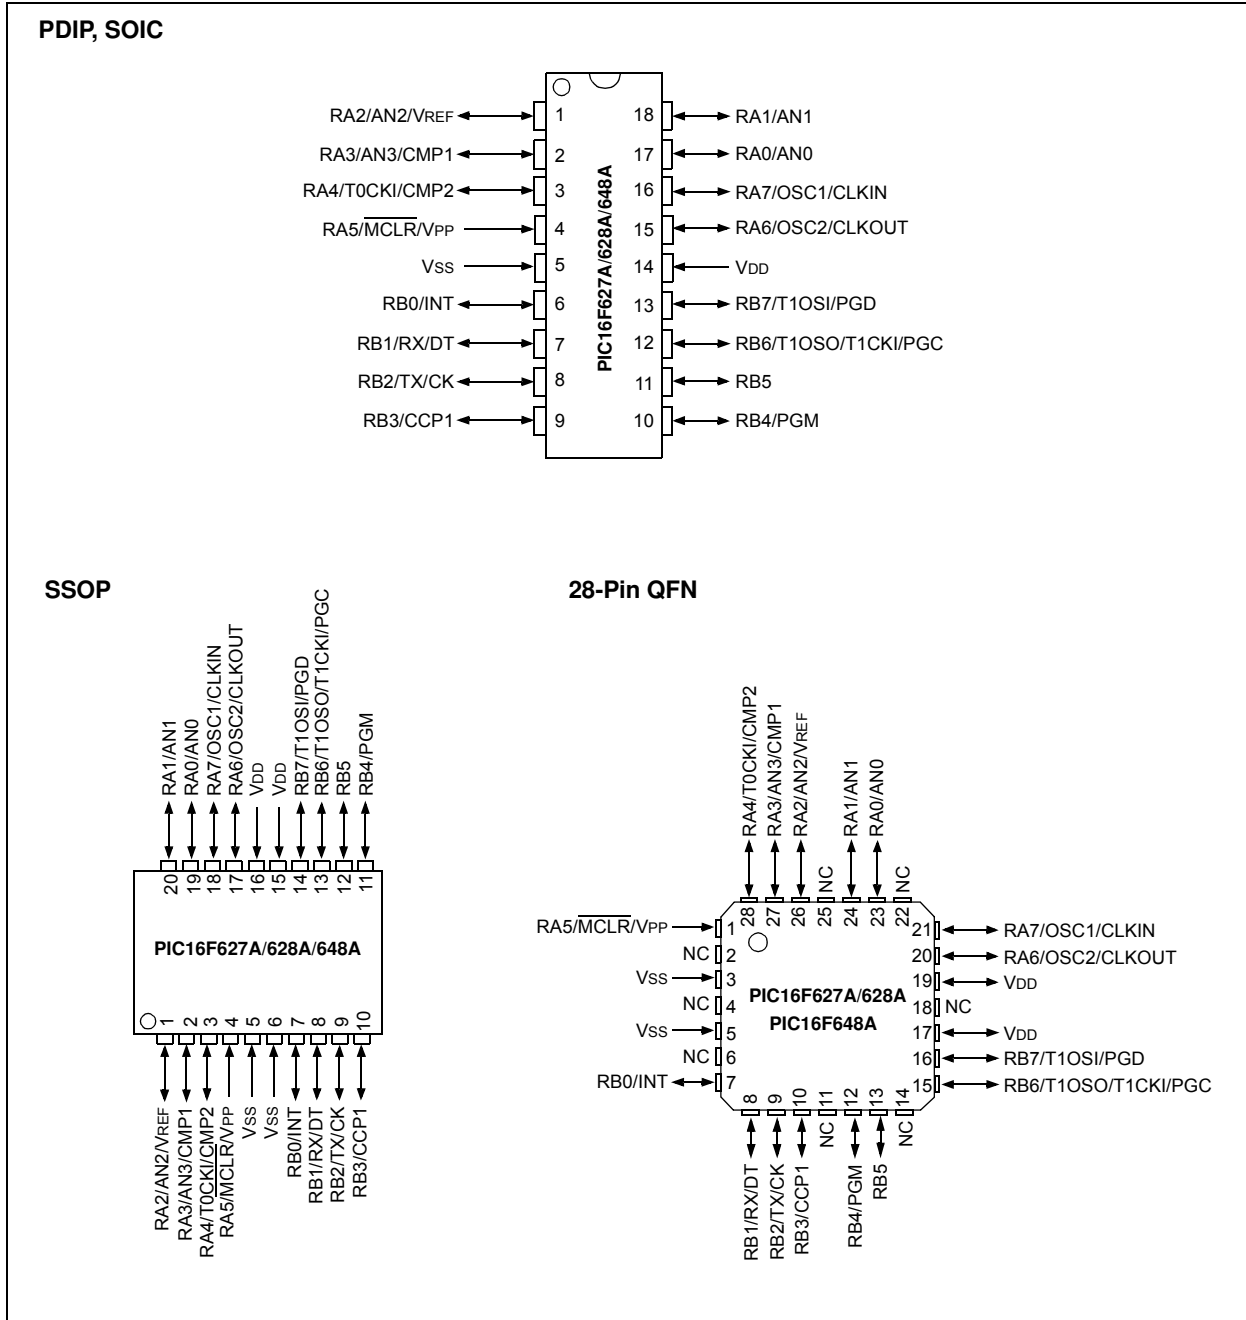 PDIP, SOIC
RA2/AN2/VREF 1 18 RA1/AN1
RA3/AN3/CMP1 2 17 RA0/AN0
RA4/T0CKI/CMP2 3 16 RA7/OSC1/CLKIN
RA5/MCLR/VPP 4 15 RA6/OSC2/CLKOUT
VSS 5 14 VDD
RB0/INT 6 13 RB7/T1OSI/PGD
RB1/RX/DT 7 12 RB6/T1OSO/T1CKI/PGC
RB2/TX/CK 8 11 RB5
RB3/CCP1 9 10 RB4/PGM
PIC16F627A/628A/648A
SSOP
RA1/AN1
RA0/AN0
RA7/OSC1/CLKIN
RA6/OSC2/CLKOUT
VDD
VDD
RB7/T1OSI/PGD
RB6/T1OSO/T1CKI/PGC
RB5
RB4/PGM
20 19 18 17 16 15 14 13 12 11
PIC16F627A/628A/648A
1 2 3 4 5 6 7 8 9 10
RA2/AN2/VREF
RA3/AN3/CMP1
RA4/T0CKI/CMP2
RA5/MCLR/VPP
VSS
VSS
RB0/INT
RB1/RX/DT
RB2/TX/CK
RB3/CCP1
28-Pin QFN
RA4/T0CKI/CMP2
RA3/AN3/CMP1
RA2/AN2/VREF
NC
RA1/AN1
RA0/AN0
NC
28 27 26 25 24 23 22
RA5/MCLR/VPP 1 21 RA7/OSC1/CLKIN
NC 2 20 RA6/OSC2/CLKOUT
VSS 3 19 VDD
NC 4 18 NC
VSS 5 17 VDD
NC 6 16 RB7/T1OSI/PGD
RB0/INT 7 15 RB6/T1OSO/T1CKI/PGC
PIC16F627A/628A
PIC16F648A
8 9 10 11 12 13 14
RB1/RX/DT
RB2/TX/CK
RB3/CCP1
NC
RB4/PGM
RB5
NC